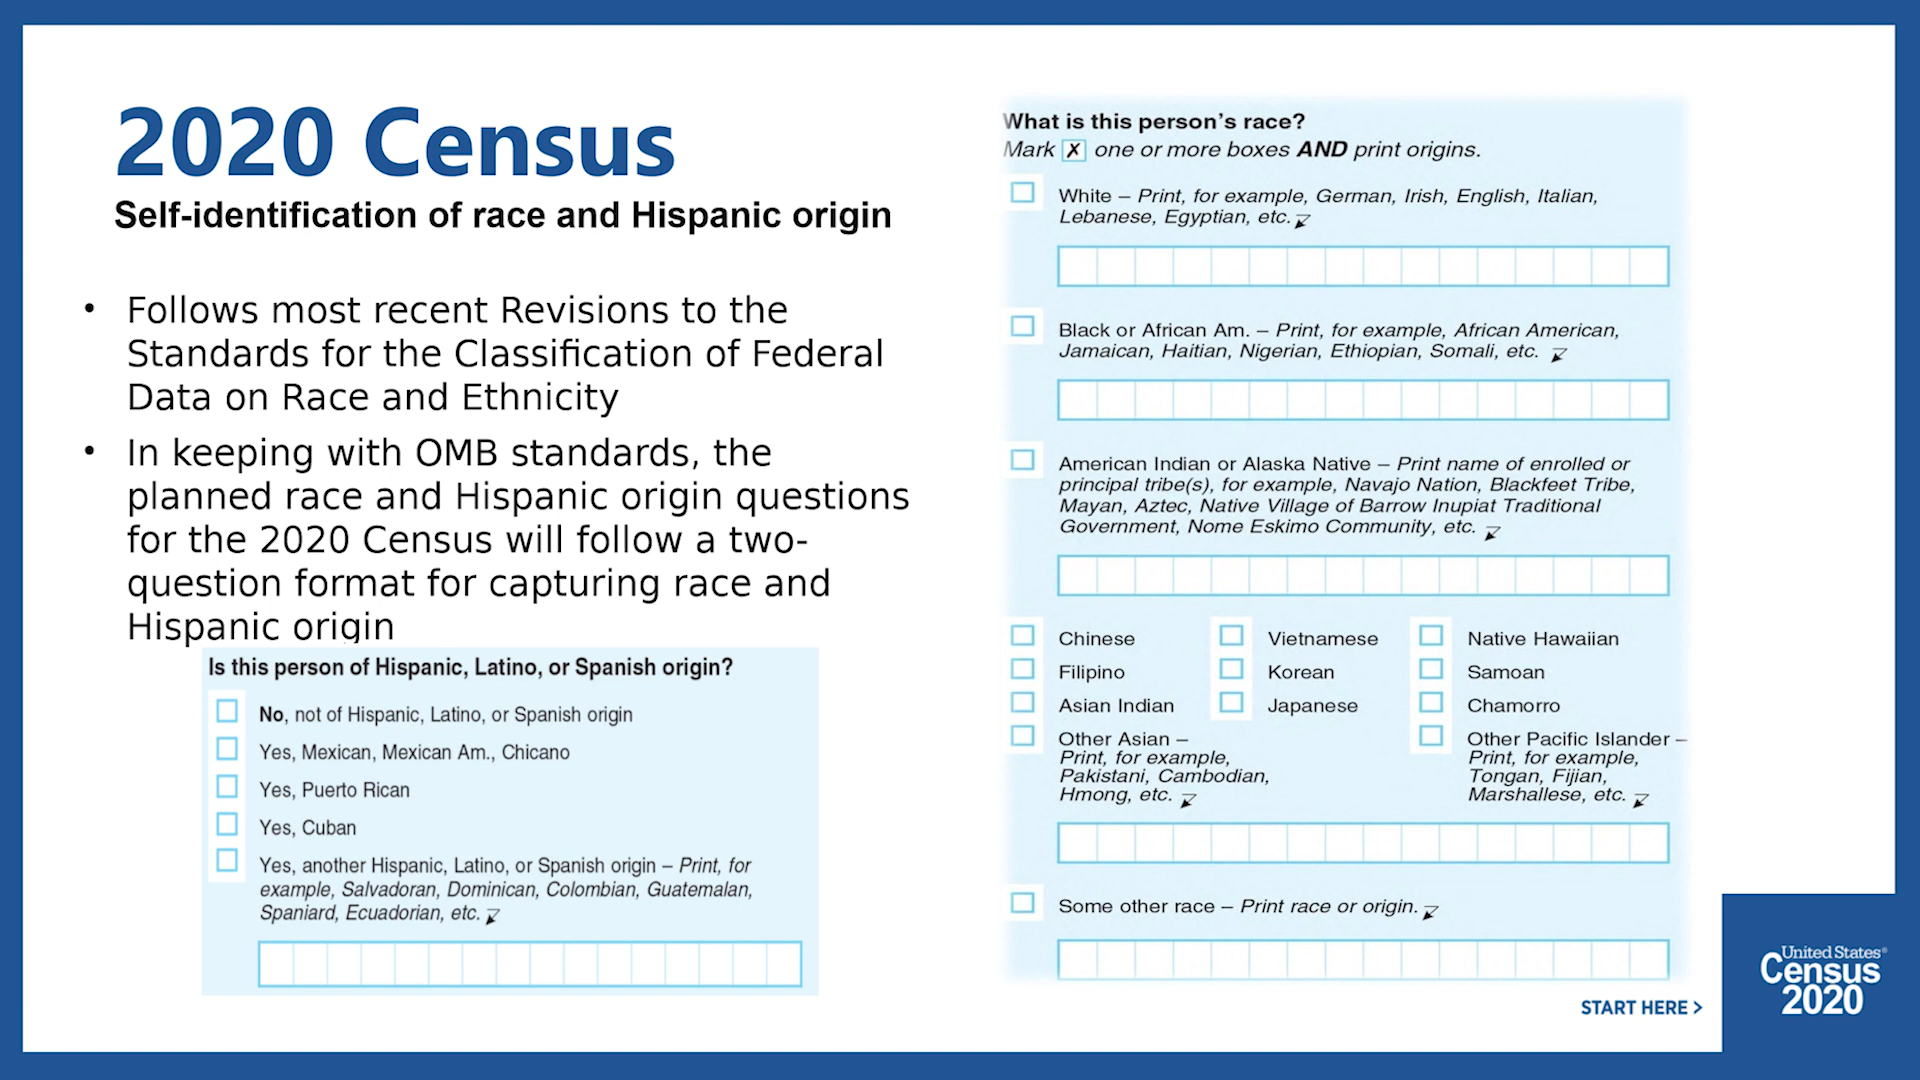 2020 Census
Self-identification of race and Hispanic origin
• Follows most recent Revisions to the
Standards for the Classification of Federal
Data on Race and Ethnicity
• In keeping with OMB standards, the
planned race and Hispanic origin questions
for the 2020 Census will follow a two-
question format for capturing race and
Hispanic origin
Is this person of Hispanic, Latino, or Spanish origin?
No, not of Hispanic, Latino, or Spanish origin
Yes, Mexican, Mexican Am., Chicano
Yes, Puerto Rican
Yes, Cuban
Yes, another Hispanic, Latino, or Spanish origin – Print, for
example, Salvadoran, Dominican, Colombian, Guatemalan,
Spaniard, Ecuadorian, etc.
What is this person's race?
Mark X one or more boxes AND print origins.
White – Print, for example, German, Irish, English, Italian,
Lebanese, Egyptian, etc.
Black or African Am. – Print, for example, African American,
Jamaican, Haitian, Nigerian, Ethiopian, Somali, etc.
American Indian or Alaska Native – Print name of enrolled or
principal tribe(s), for example, Navajo Nation, Blackfeet Tribe,
Mayan, Aztec, Native Village of Barrow Inupiat Traditional
Government, Nome Eskimo Community, etc.
Chinese
Filipino
Asian Indian
Other Asian –
Print, for example,
Pakistani, Cambodian,
Hmong, etc.
Vietnamese
Korean
Japanese
Native Hawaiian
Samoan
Chamorro
Other Pacific Islander –
Print, for example,
Tongan, Fijian,
Marshallese, etc.
Some other race – Print race or origin.
START HERE >
United States®
Census
2020